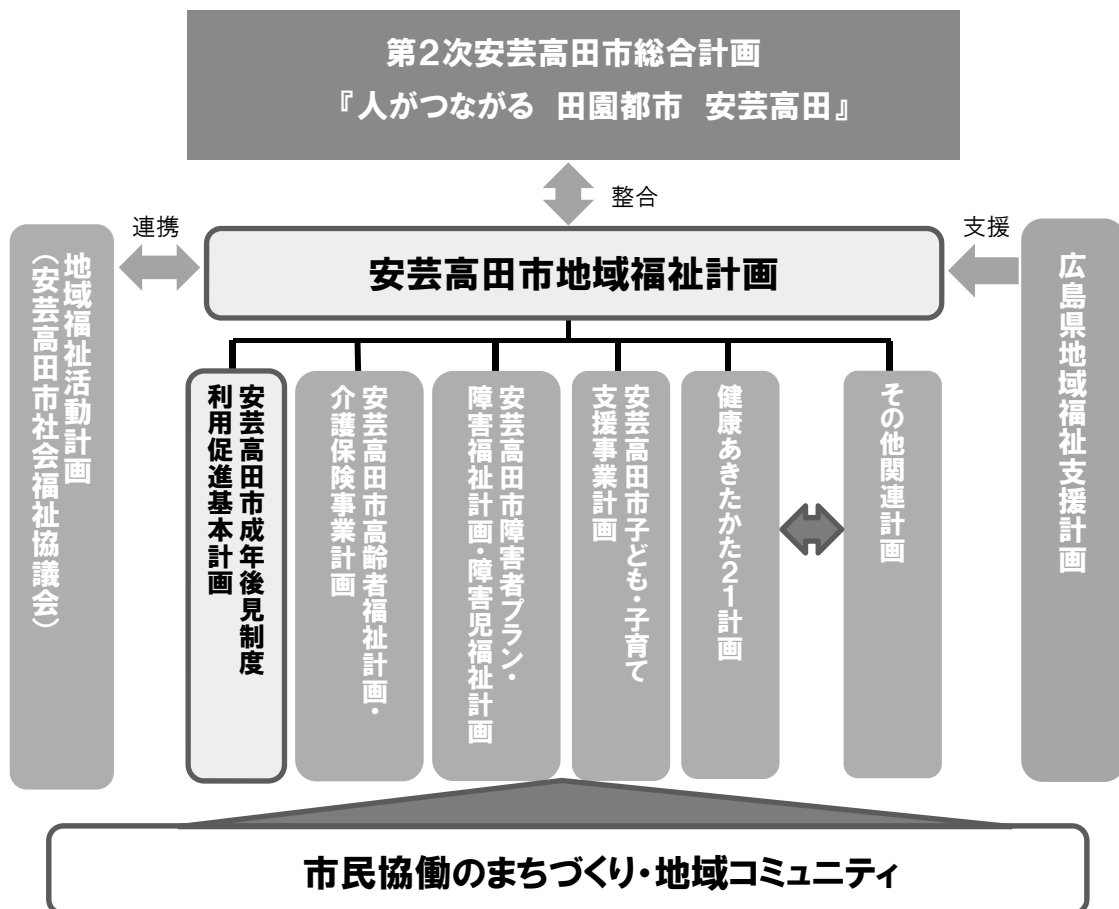 第2次安芸高田市総合計画
『人がつながる 田園都市 安芸高田』
整合
連携
支援
安芸高田市地域福祉計画
地域福祉活動計画
(安芸高田市社会福祉協議会)
広島県地域福祉支援計画
安芸高田市成年後見制度
利用促進基本計画
安芸高田市高齢者福祉計画・
介護保険事業計画
安芸高田市障害者プラン・
障害福祉計画・障害児福祉計画
安芸高田市子ども・子育て
支援事業計画
健康あきたかた21計画
その他関連計画
市民協働のまちづくり・地域コミュニティ